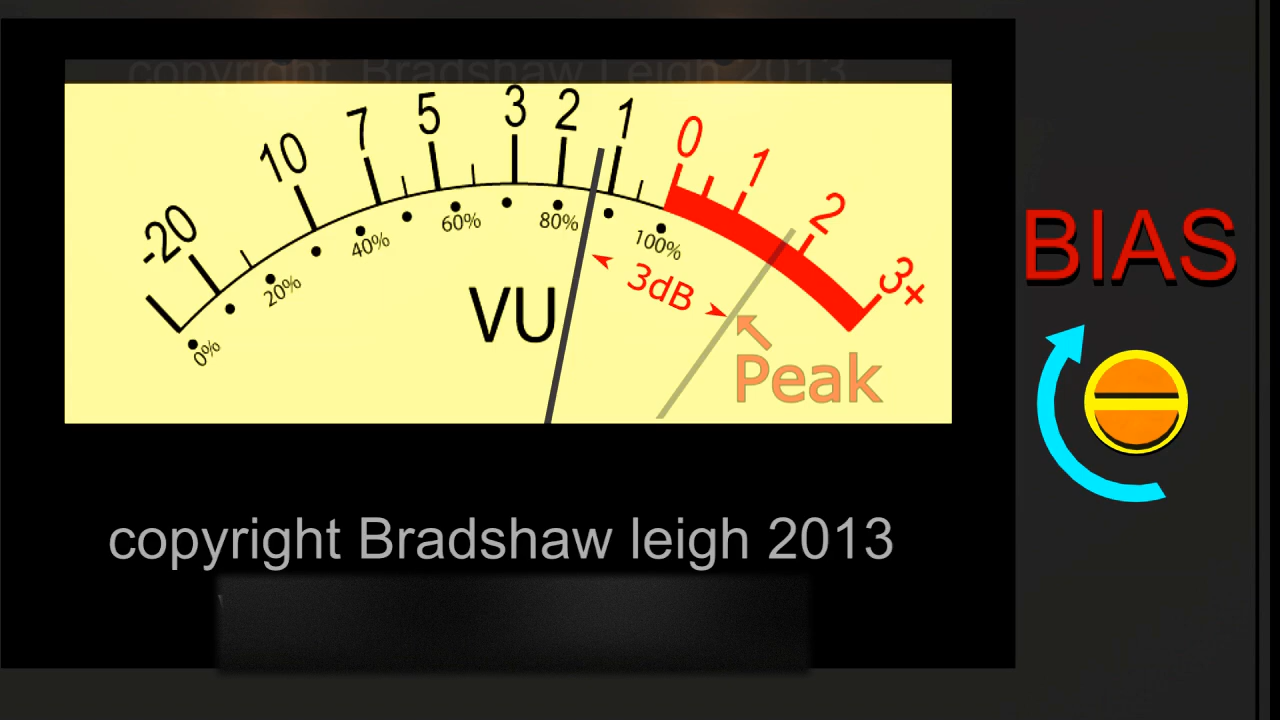 copyright Bradshaw Leigh 2013
-20 10 7 5 3 2 1 0 1 2 3+
0% 20% 40% 60% 80% 100%
VU
3dB
Peak
BIAS
copyright Bradshaw leigh 2013